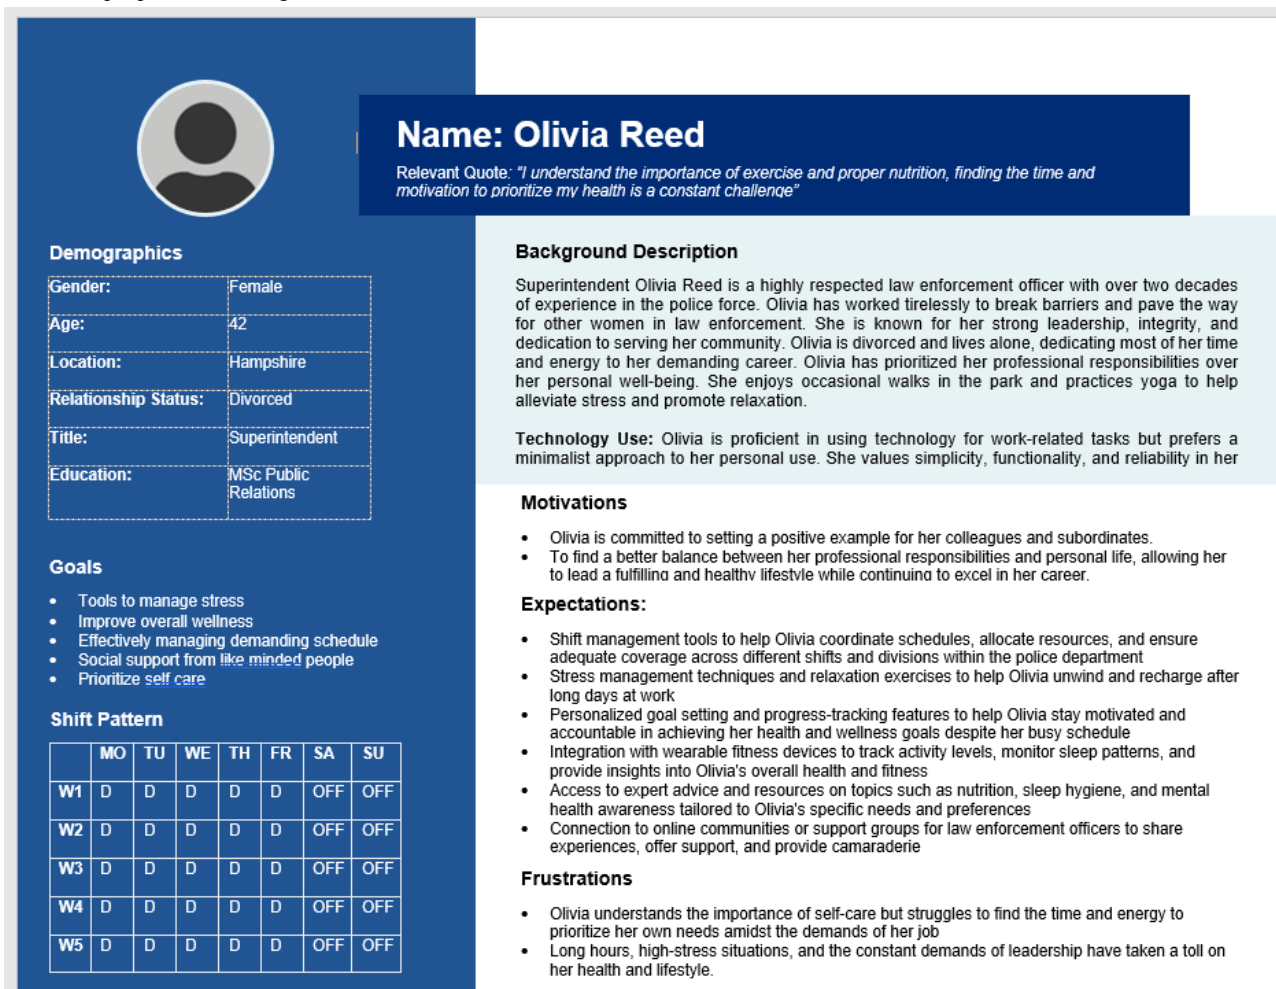 Name: Olivia Reed
Relevant Quote: "I understand the importance of exercise and proper nutrition, finding the time and
motivation to prioritize my health is a constant challenge"
Demographics
Gender: Female
Age: 42
Location: Hampshire
Relationship Status: Divorced
Title: Superintendent
Education: MSc Public
Relations
Goals
• Tools to manage stress
• Improve overall wellness
• Effectively managing demanding schedule
• Social support from like minded people
• Prioritize self care
Shift Pattern
MO TU WE TH FR SA SU
W1 D D D D D OFF OFF
W2 D D D D D OFF OFF
W3 D D D D D OFF OFF
W4 D D D D D OFF OFF
W5 D D D D D OFF OFF
Background Description
Superintendent Olivia Reed is a highly respected law enforcement officer with over two decades
of experience in the police force. Olivia has worked tirelessly to break barriers and pave the way
for other women in law enforcement. She is known for her strong leadership, integrity, and
dedication to serving her community. Olivia is divorced and lives alone, dedicating most of her time
and energy to her demanding career. Olivia has prioritized her professional responsibilities over
her personal well-being. She enjoys occasional walks in the park and practices yoga to help
alleviate stress and promote relaxation.
Technology Use: Olivia is proficient in using technology for work-related tasks but prefers a
minimalist approach to her personal use. She values simplicity, functionality, and reliability in her
Motivations
• Olivia is committed to setting a positive example for her colleagues and subordinates.
• To find a better balance between her professional responsibilities and personal life, allowing her
to lead a fulfilling and healthy lifestyle while continuing to excel in her career.
Expectations:
• Shift management tools to help Olivia coordinate schedules, allocate resources, and ensure
adequate coverage across different shifts and divisions within the police department
• Stress management techniques and relaxation exercises to help Olivia unwind and recharge after
long days at work
• Personalized goal setting and progress-tracking features to help Olivia stay motivated and
accountable in achieving her health and wellness goals despite her busy schedule
• Integration with wearable fitness devices to track activity levels, monitor sleep patterns, and
provide insights into Olivia's overall health and fitness
• Access to expert advice and resources on topics such as nutrition, sleep hygiene, and mental
health awareness tailored to Olivia's specific needs and preferences
• Connection to online communities or support groups for law enforcement officers to share
experiences, offer support, and provide camaraderie
Frustrations
• Olivia understands the importance of self-care but struggles to find the time and energy to
prioritize her own needs amidst the demands of her job
• Long hours, high-stress situations, and the constant demands of leadership have taken a toll on
her health and lifestyle.